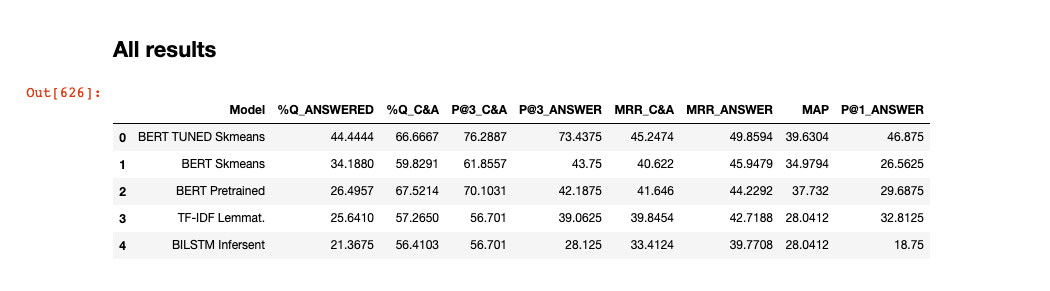 All results
Out[626]:
Model %Q_ANSWERED %Q_C&A P@3_C&A P@3_ANSWER MRR_C&A MRR_ANSWER MAP P@1_ANSWER
0 BERT TUNED Skmeans 44.4444 66.6667 76.2887 73.4375 45.2474 49.8594 39.6304 46.875
1 BERT Skmeans 34.1880 59.8291 61.8557 43.75 40.622 45.9479 34.9794 26.5625
2 BERT Pretrained 26.4957 67.5214 70.1031 42.1875 41.646 44.2292 37.732 29.6875
3 TF-IDF Lemmat. 25.6410 57.2650 56.701 39.0625 39.8454 42.7188 28.0412 32.8125
4 BILSTM Infersent 21.3675 56.4103 56.701 28.125 33.4124 39.7708 28.0412 18.75